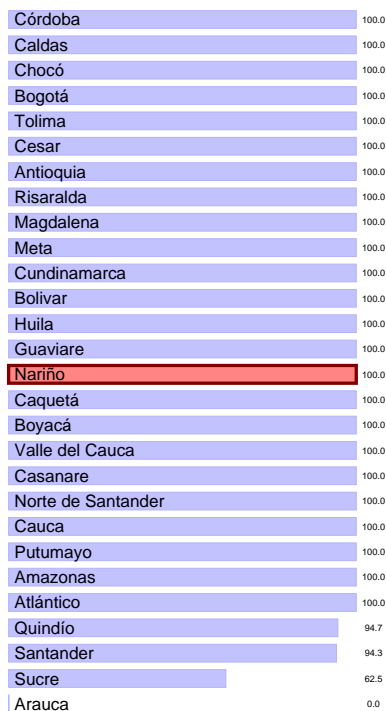 Córdoba 100.0
Caldas 100.0
Chocó 100.0
Bogotá 100.0
Tolima 100.0
Cesar 100.0
Antioquia 100.0
Risaralda 100.0
Magdalena 100.0
Meta 100.0
Cundinamarca 100.0
Bolivar 100.0
Huila 100.0
Guaviare 100.0
Nariño 100.0
Caquetá 100.0
Boyacá 100.0
Valle del Cauca 100.0
Casanare 100.0
Norte de Santander 100.0
Cauca 100.0
Putumayo 100.0
Amazonas 100.0
Atlántico 100.0
Quindío 94.7
Santander 94.3
Sucre 62.5
Arauca 0.0